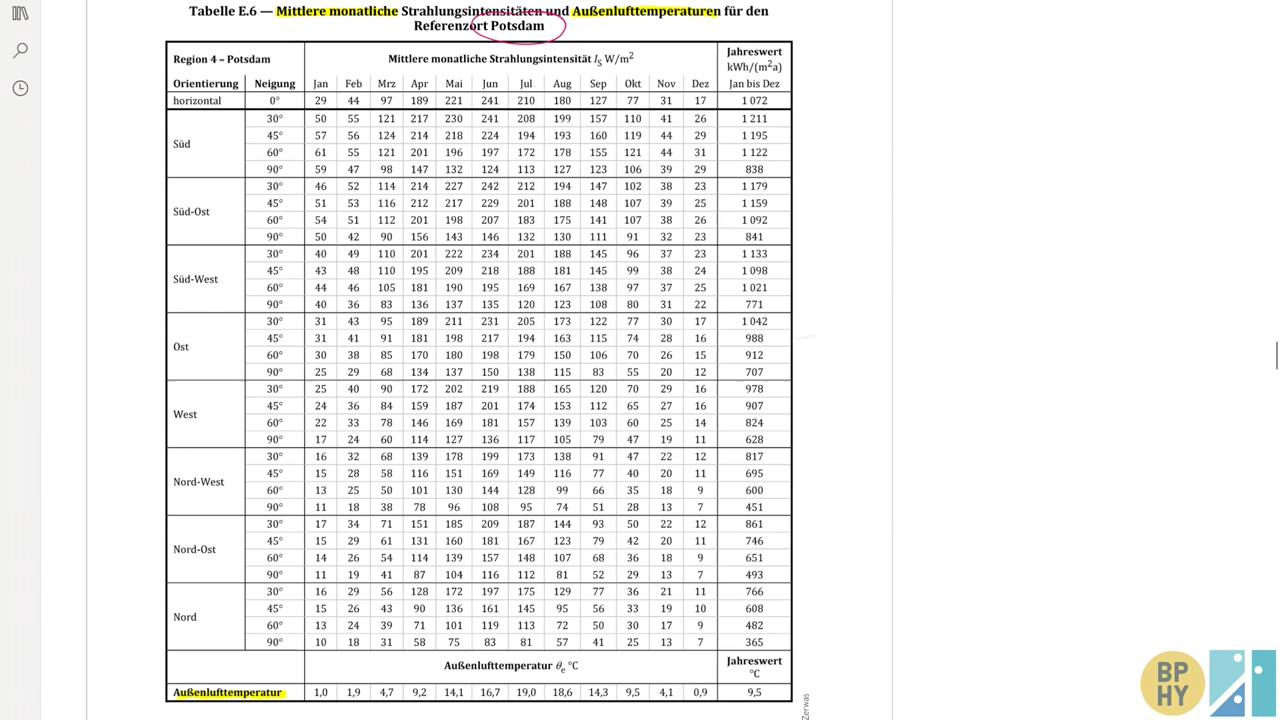 Tabelle E.6 — Mittlere monatliche Strahlungsintensitäten und Außenlufttemperaturen für den
Referenzort Potsdam
Region 4 – Potsdam Mittlere monatliche Strahlungsintensität Is W/m² Jahreswert kWh/(m²a)
Orientierung Neigung Jan Feb Mrz Apr Mai Jun Jul Aug Sep Okt Nov Dez Jan bis Dez
horizontal 0° 29 44 97 189 221 241 210 180 127 77 31 17 1 072
Süd
30° 50 55 121 217 230 241 208 199 157 110 41 26 1 211
45° 57 56 124 214 218 224 194 193 160 119 44 29 1 195
60° 61 55 121 201 196 197 172 178 155 121 44 31 1 122
90° 59 47 98 147 132 124 113 127 123 106 39 29 838
Süd-Ost
30° 46 52 114 214 227 242 212 194 147 102 38 23 1 179
45° 51 53 116 212 217 229 201 188 148 107 39 25 1 159
60° 54 51 112 201 198 207 183 175 141 107 38 26 1 092
90° 50 42 90 156 143 146 132 130 111 91 32 23 841
Süd-West
30° 40 49 110 201 222 234 201 188 145 96 37 23 1 133
45° 43 48 110 195 209 218 188 181 145 99 38 24 1 098
60° 44 46 105 181 190 195 169 167 138 97 37 25 1 021
90° 40 36 83 136 137 135 120 123 108 80 31 22 771
Ost
30° 31 43 95 189 211 231 205 173 122 77 30 17 1 042
45° 31 41 91 181 198 217 194 163 115 74 28 16 988
60° 30 38 85 170 180 198 179 150 106 70 26 15 912
90° 25 29 68 134 137 150 138 115 83 55 20 12 707
West
30° 25 40 90 172 202 219 188 165 120 70 29 16 978
45° 24 36 84 159 187 201 174 153 112 65 27 16 907
60° 22 33 78 146 169 181 157 139 103 60 25 14 824
90° 17 24 60 114 127 136 117 105 79 47 19 11 628
Nord-West
30° 16 32 68 139 178 199 173 138 91 47 22 12 817
45° 15 28 58 116 151 169 149 116 77 40 20 11 695
60° 13 25 50 101 130 144 128 99 66 35 18 9 600
90° 11 18 38 78 96 108 95 74 51 28 13 7 451
Nord-Ost
30° 17 34 71 151 185 209 187 144 93 50 22 12 861
45° 15 29 61 131 160 181 167 123 79 42 20 11 746
60° 14 26 54 114 139 157 148 107 68 36 18 9 651
90° 11 19 41 87 104 116 112 81 52 29 13 7 493
Nord
30° 16 29 56 128 172 197 175 129 77 36 21 11 766
45° 15 26 43 90 136 161 145 95 56 33 19 10 608
60° 13 24 39 71 101 119 113 72 50 30 17 9 482
90° 10 18 31 58 75 83 81 57 41 25 13 7 365
Außenlufttemperatur θe °C Jahreswert °C
Außenlufttemperatur 1,0 1,9 4,7 9,2 14,1 16,7 19,0 18,6 14,3 9,5 4,1 0,9 9,5
Zerwas
BP
HY